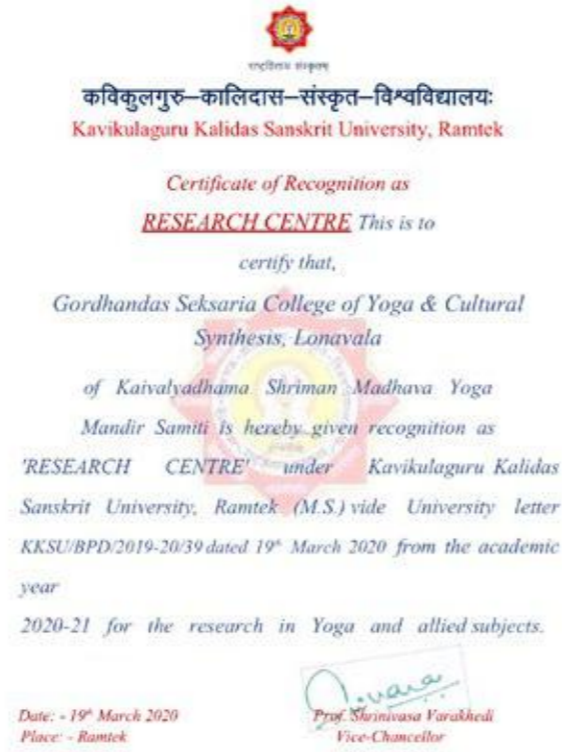 कविकुलगुरु–कालिदास–संस्कृत–विश्वविद्यालयः
Kavikulaguru Kalidas Sanskrit University, Ramtek
Certificate of Recognition as
RESEARCH CENTRE This is to
certify that,
Gordhandas Seksaria College of Yoga & Cultural
Synthesis, Lonavala
of Kaivalyadhama Shriman Madhava Yoga
Mandir Samiti is hereby given recognition as
'RESEARCH CENTRE' under Kavikulaguru Kalidas
Sanskrit University, Ramtek (M.S.) vide University letter
KKSU/BPD/2019-20/39 dated 19th March 2020 from the academic
year
2020-21 for the research in Yoga and allied subjects.
Date: - 19th March 2020
Place: - Ramtek
Prof. Shrinivasa Varakhedi
Vice-Chancellor